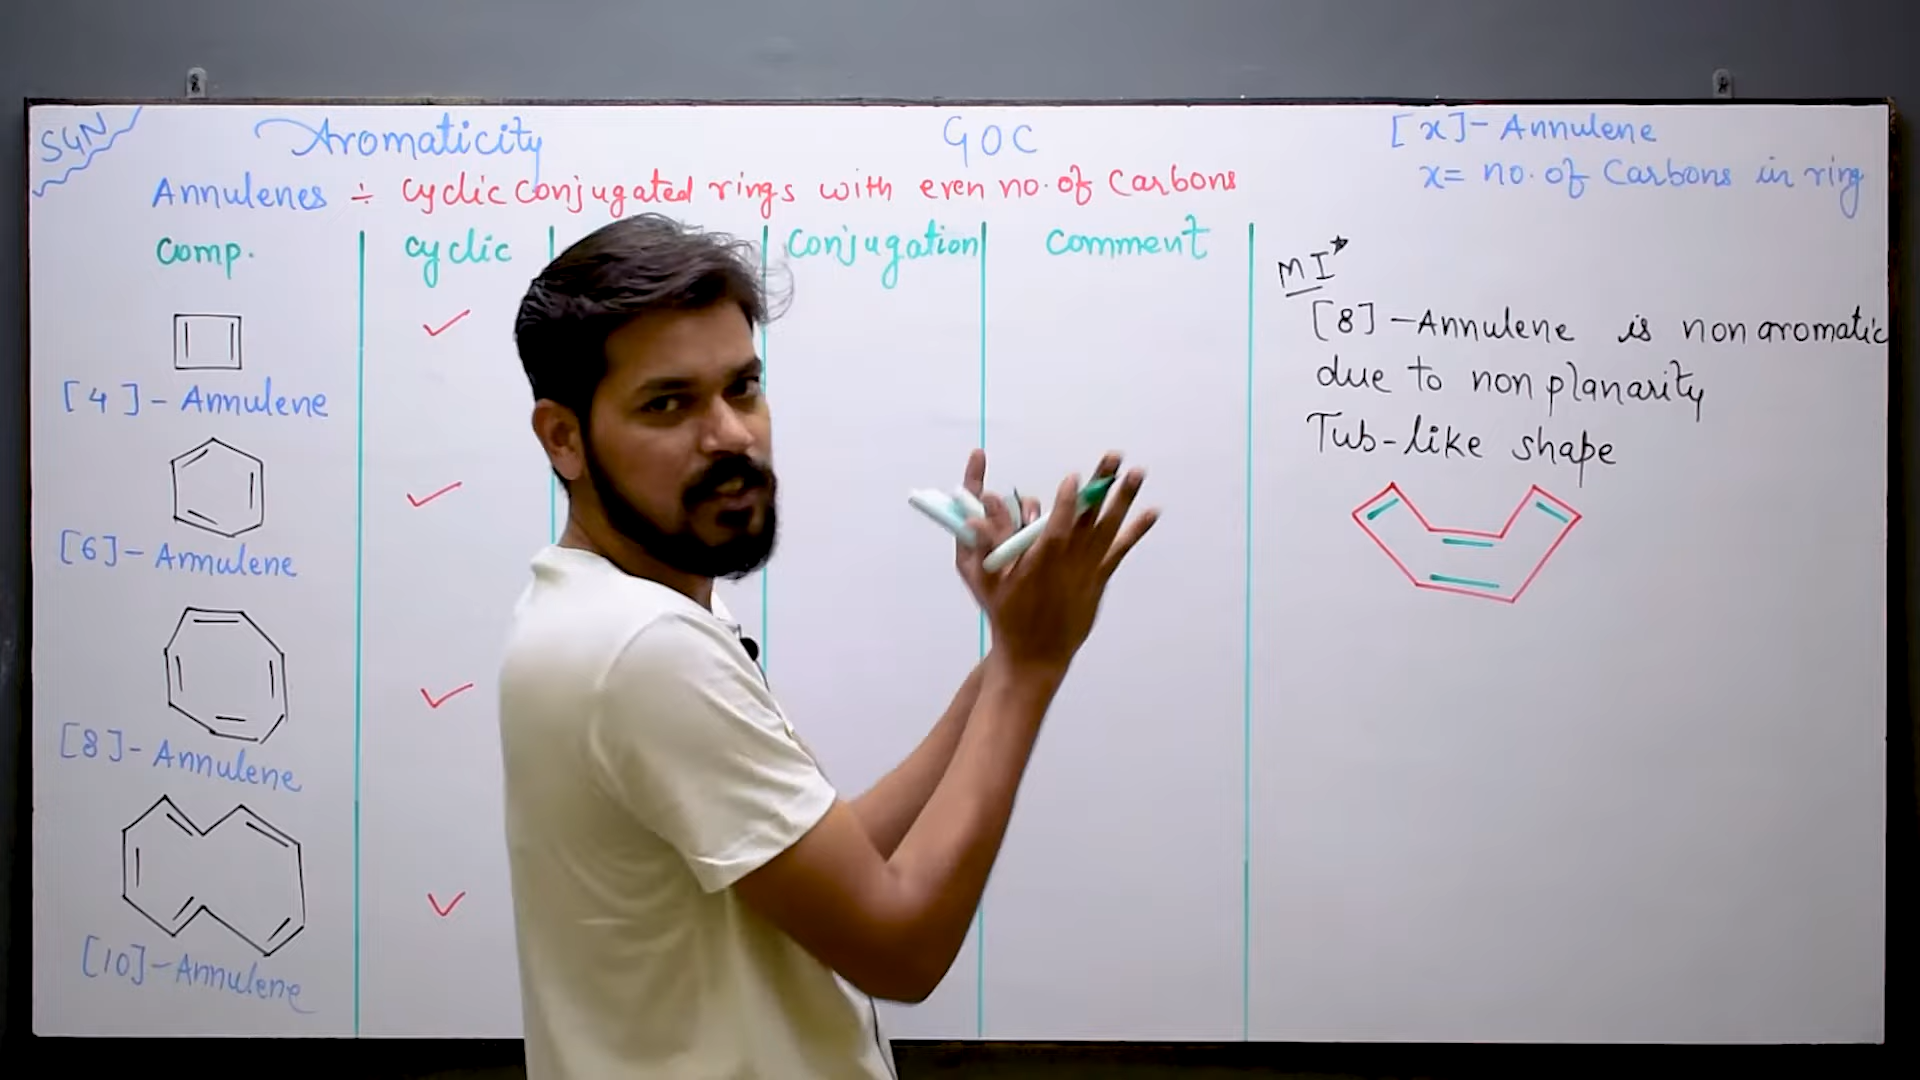 SGN
Aromaticity
GOC
Annulenes ÷ cyclic conjugated rings with even no. of Carbons
[x]- Annulene
x= no. of Carbons in ring
comp.
cyclic
conjugation
comment
[4]- Annulene
[6]- Annulene
[8]- Annulene
[10]-Annulene
MI*
[8]-Annulene is non aromatic
due to non planarity
Tub-like shape